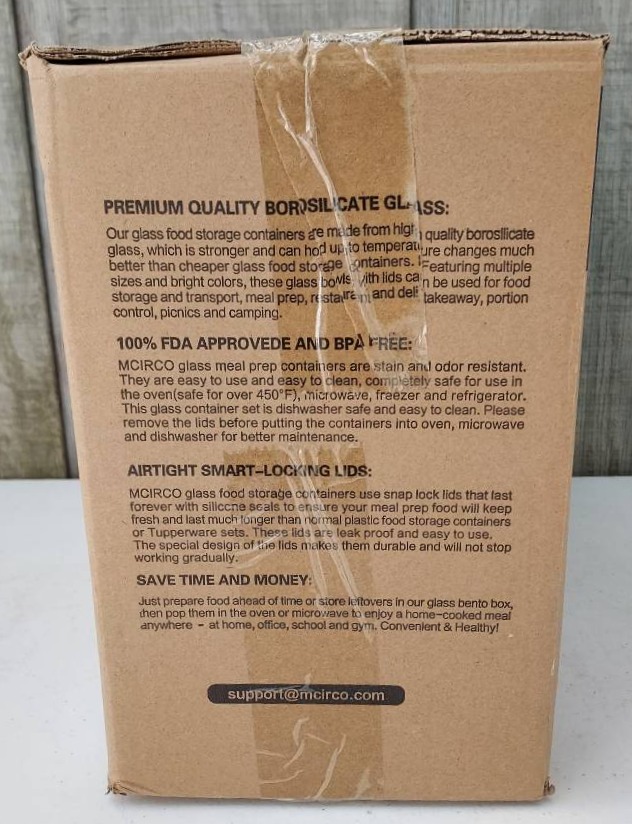 PREMIUM QUALITY BOROSILICATE GLASS:
Our glass food storage containers are made from high quality borosilicate
glass, which is stronger and can hod up to temperature changes much
better than cheaper glass food storage containers. Featuring multiple
sizes and bright colors, these glass bowls with lids can be used for food
storage and transport, meal prep, restaurant and deli takeaway, portion
control, picnics and camping.
100% FDA APPROVEDE AND BPA FREE:
MCIRCO glass meal prep containers are stain and odor resistant.
They are easy to use and easy to clean, completely safe for use in
the oven(safe for over 450°F), microwave, freezer and refrigerator.
This glass container set is dishwasher safe and easy to clean. Please
remove the lids before putting the containers into oven, microwave
and dishwasher for better maintenance.
AIRTIGHT SMART-LOCKING LIDS:
MCIRCO glass food storage containers use snap lock lids that last
forever with silicone seals to ensure your meal prep food will keep
fresh and last much longer than normal plastic food storage containers
or Tupperware sets. These lids are leak proof and easy to use.
The special design of the lids makes them durable and will not stop
working gradually.
SAVE TIME AND MONEY:
Just prepare food ahead of time or store leftovers in our glass bento box,
then pop them in the oven or microwave to enjoy a home-cooked meal
anywhere - at home, office, school and gym. Convenient & Healthy!
support@mcirco.com